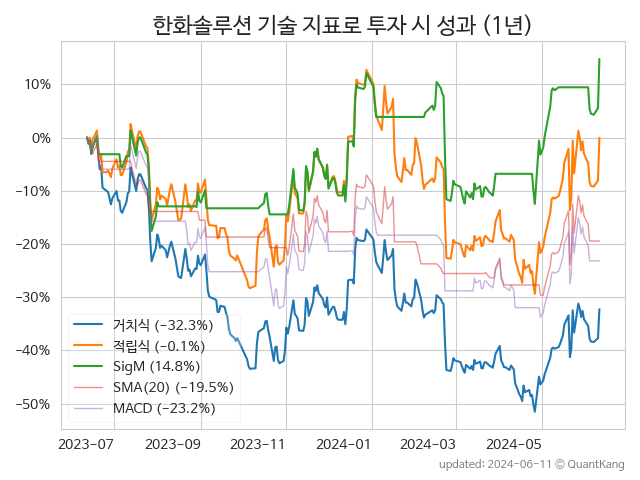 한화솔루션 기술 지표로 투자 시 성과 (1년)
10%
0%
−10%
−20%
−30%
−40%
−50%
거치식 (−32.3%)
적립식 (−0.1%)
SigM (14.8%)
SMA(20) (−19.5%)
MACD (−23.2%)
2023−07 2023−09 2023−11 2024−01 2024−03 2024−05
updated: 2024−06−11 © QuantKang